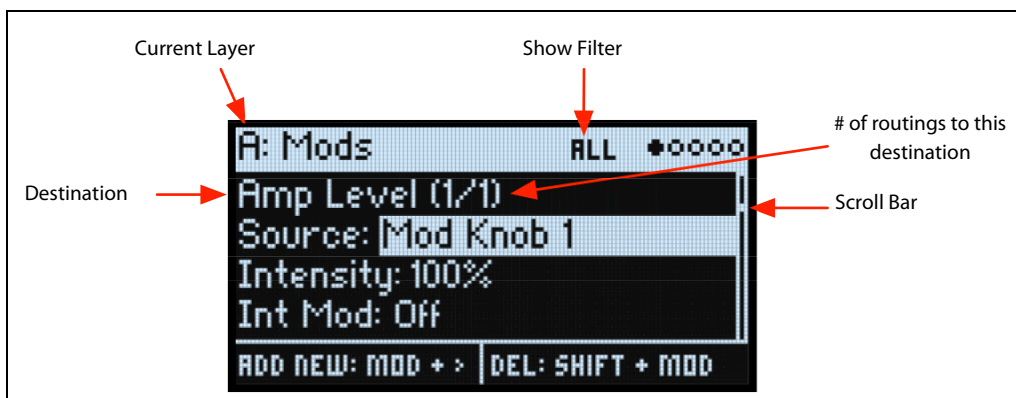 Current Layer
Show Filter
# of routings to this
destination
Destination
Scroll Bar
A: Mods ALL
Amp Level (1/1)
Source: Mod Knob 1
Intensity: 100%
Int Mod: Off
ADD NEW: MOD + > DEL: SHIFT + MOD